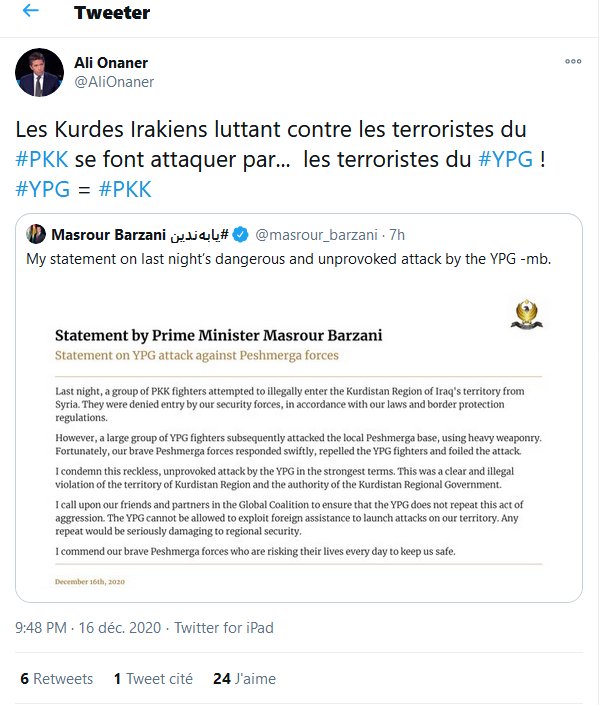 Tweeter
Ali Onaner
@AliOnaner
Les Kurdes Irakiens luttant contre les terroristes du
#PKK se font attaquer par... les terroristes du #YPG !
#YPG = #PKK
Masrour Barzani یابەندین# @masrour_barzani · 7h
My statement on last night's dangerous and unprovoked attack by the YPG -mb.
Statement by Prime Minister Masrour Barzani
Statement on YPG attack against Peshmerga forces
Last night, a group of PKK fighters attempted to illegally enter the Kurdistan Region of Iraq's territory from
Syria. They were denied entry by our security forces, in accordance with our laws and border protection
regulations.
However, a large group of YPG fighters subsequently attacked the local Peshmerga base, using heavy weaponry.
Fortunately, our brave Peshmerga forces responded swiftly, repelled the YPG fighters and foiled the attack.
I condemn this reckless, unprovoked attack by the YPG in the strongest terms. This was a clear and illegal
violation of the territory of Kurdistan Region and the authority of the Kurdistan Regional Government.
I call upon our friends and partners in the Global Coalition to ensure that the YPG does not repeat this act of
aggression. The YPG cannot be allowed to exploit foreign assistance to launch attacks on our territory. Any
repeat would be seriously damaging to regional security.
I commend our brave Peshmerga forces who are risking their lives every day to keep us safe.
December 16th, 2020
9:48 PM · 16 déc. 2020 · Twitter for iPad
6 Retweets 1 Tweet cité 24 J'aime